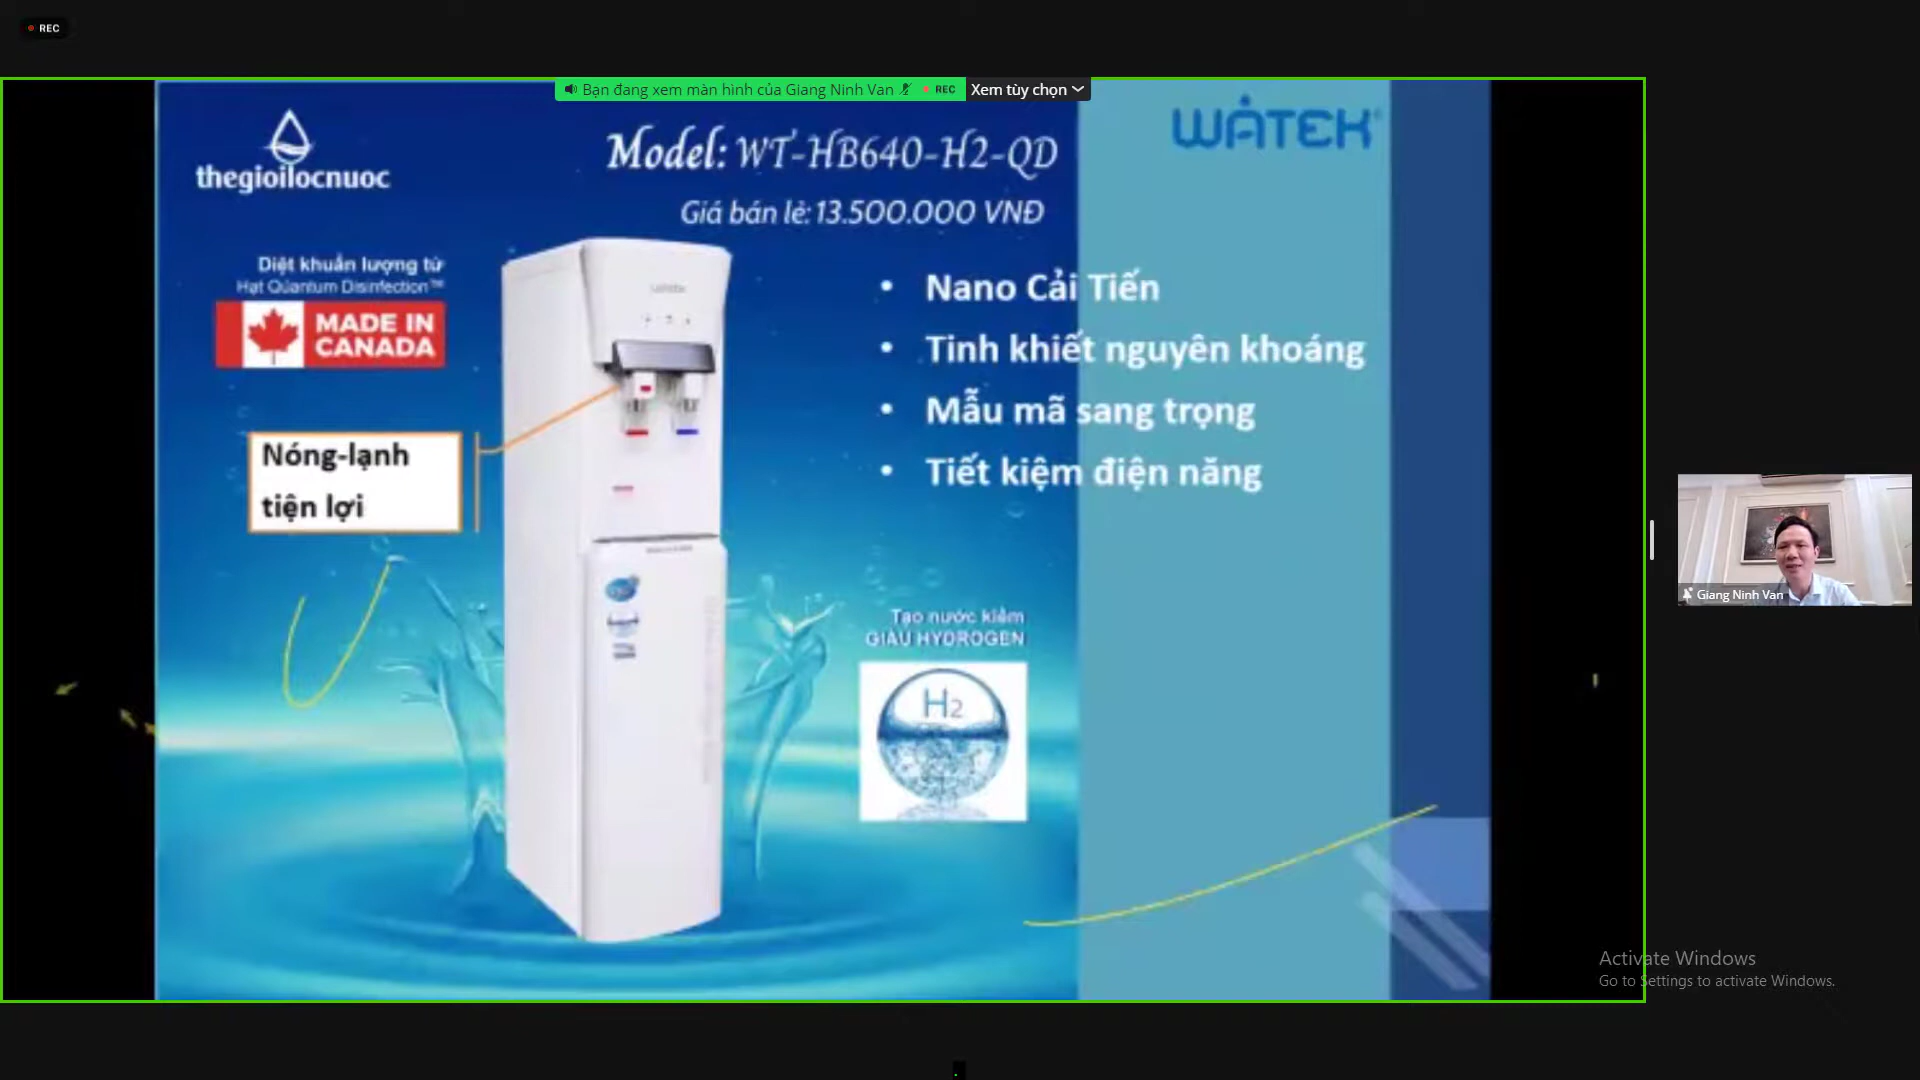 REC
Bạn đang xem màn hình của Giang Ninh Van
REC
Xem tùy chọn
thegioilocnuoc
Model: WT-HB640-H2-QD
Giá bán lẻ: 13.500.000 VNĐ
WATEK
Diệt khuẩn lượng tử
Hạt Quantum Disinfection™
MADE IN
CANADA
• Nano Cải Tiến
• Tinh khiết nguyên khoáng
• Mẫu mã sang trọng
• Tiết kiệm điện năng
Nóng-lạnh
tiện lợi
Tạo nước kiềm
GIÀU HYDROGEN
H2
Giang Ninh Van
Activate Windows
Go to Settings to activate Windows.